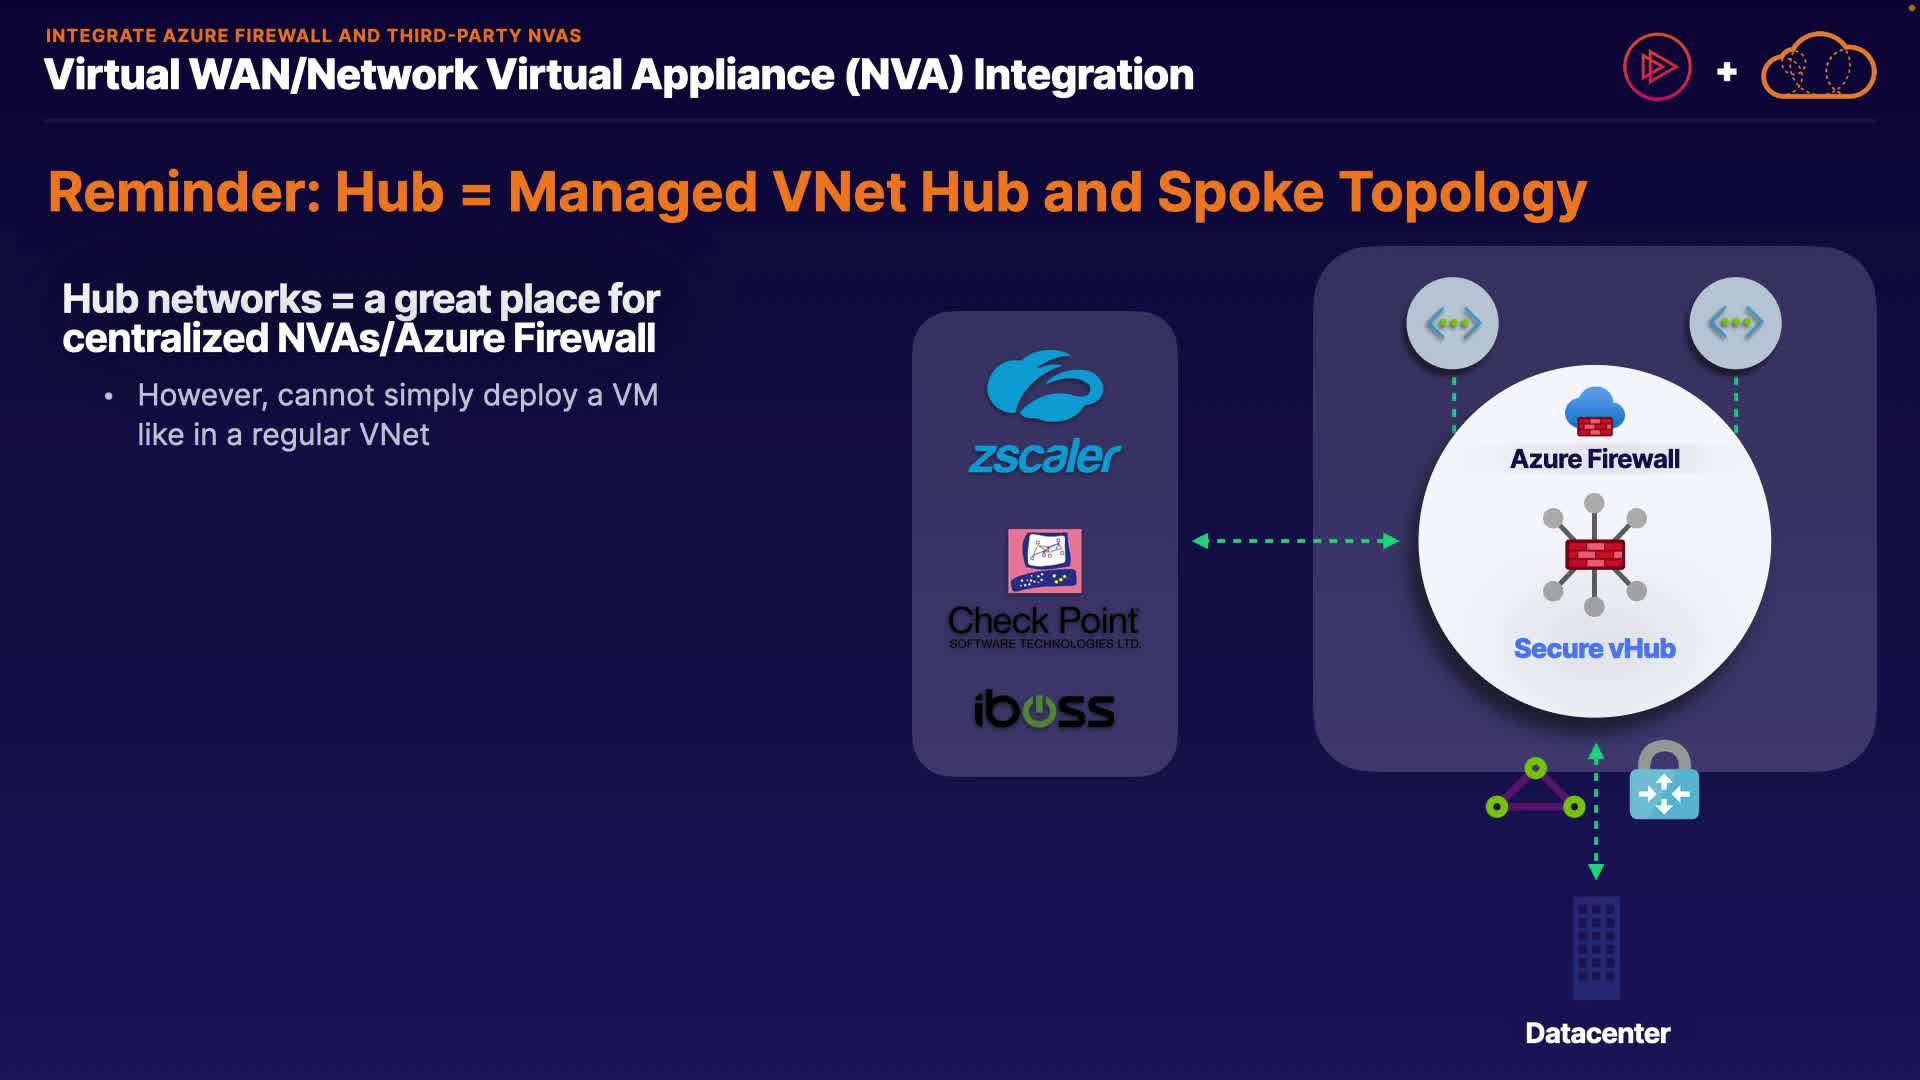 INTEGRATE AZURE FIREWALL AND THIRD-PARTY NVAS
Virtual WAN/Network Virtual Appliance (NVA) Integration
Reminder: Hub = Managed VNet Hub and Spoke Topology
Hub networks = a great place for
centralized NVAs/Azure Firewall
• However, cannot simply deploy a VM
like in a regular VNet
zscaler
Check Point
SOFTWARE TECHNOLOGIES LTD.
iboss
Azure Firewall
Secure vHub
Datacenter